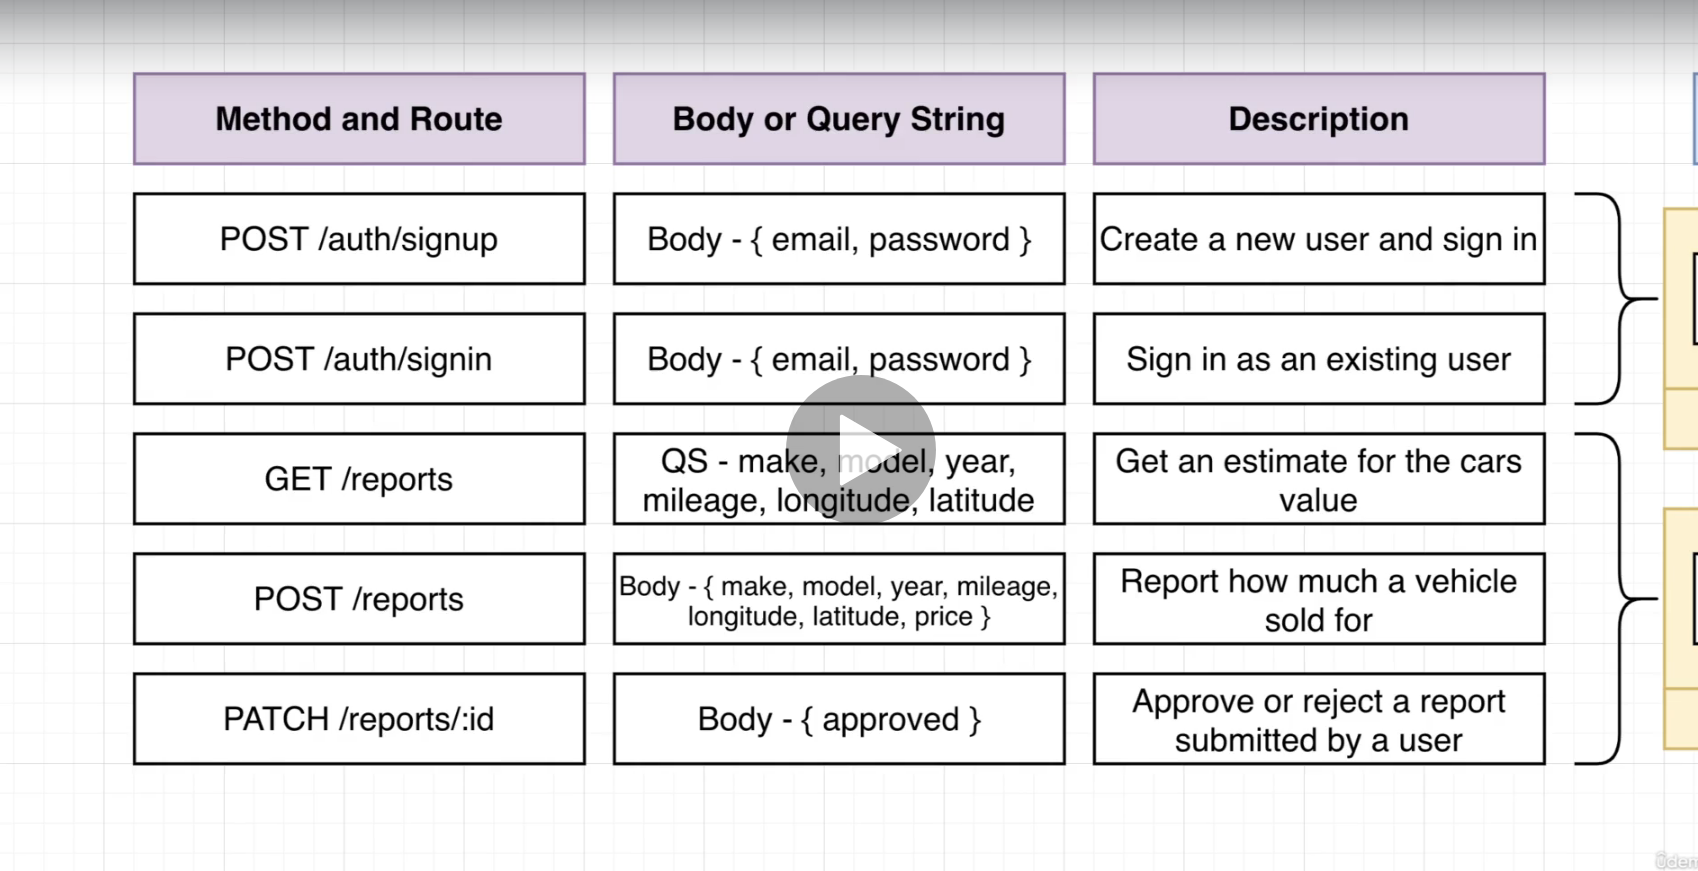 Method and Route
Body or Query String
Description
POST /auth/signup
Body - { email, password }
Create a new user and sign in
POST /auth/signin
Body - { email, password }
Sign in as an existing user
GET /reports
QS - make, model, year,
mileage, longitude, latitude
Get an estimate for the cars
value
POST /reports
Body - { make, model, year, mileage,
longitude, latitude, price }
Report how much a vehicle
sold for
PATCH /reports/:id
Body - { approved }
Approve or reject a report
submitted by a user